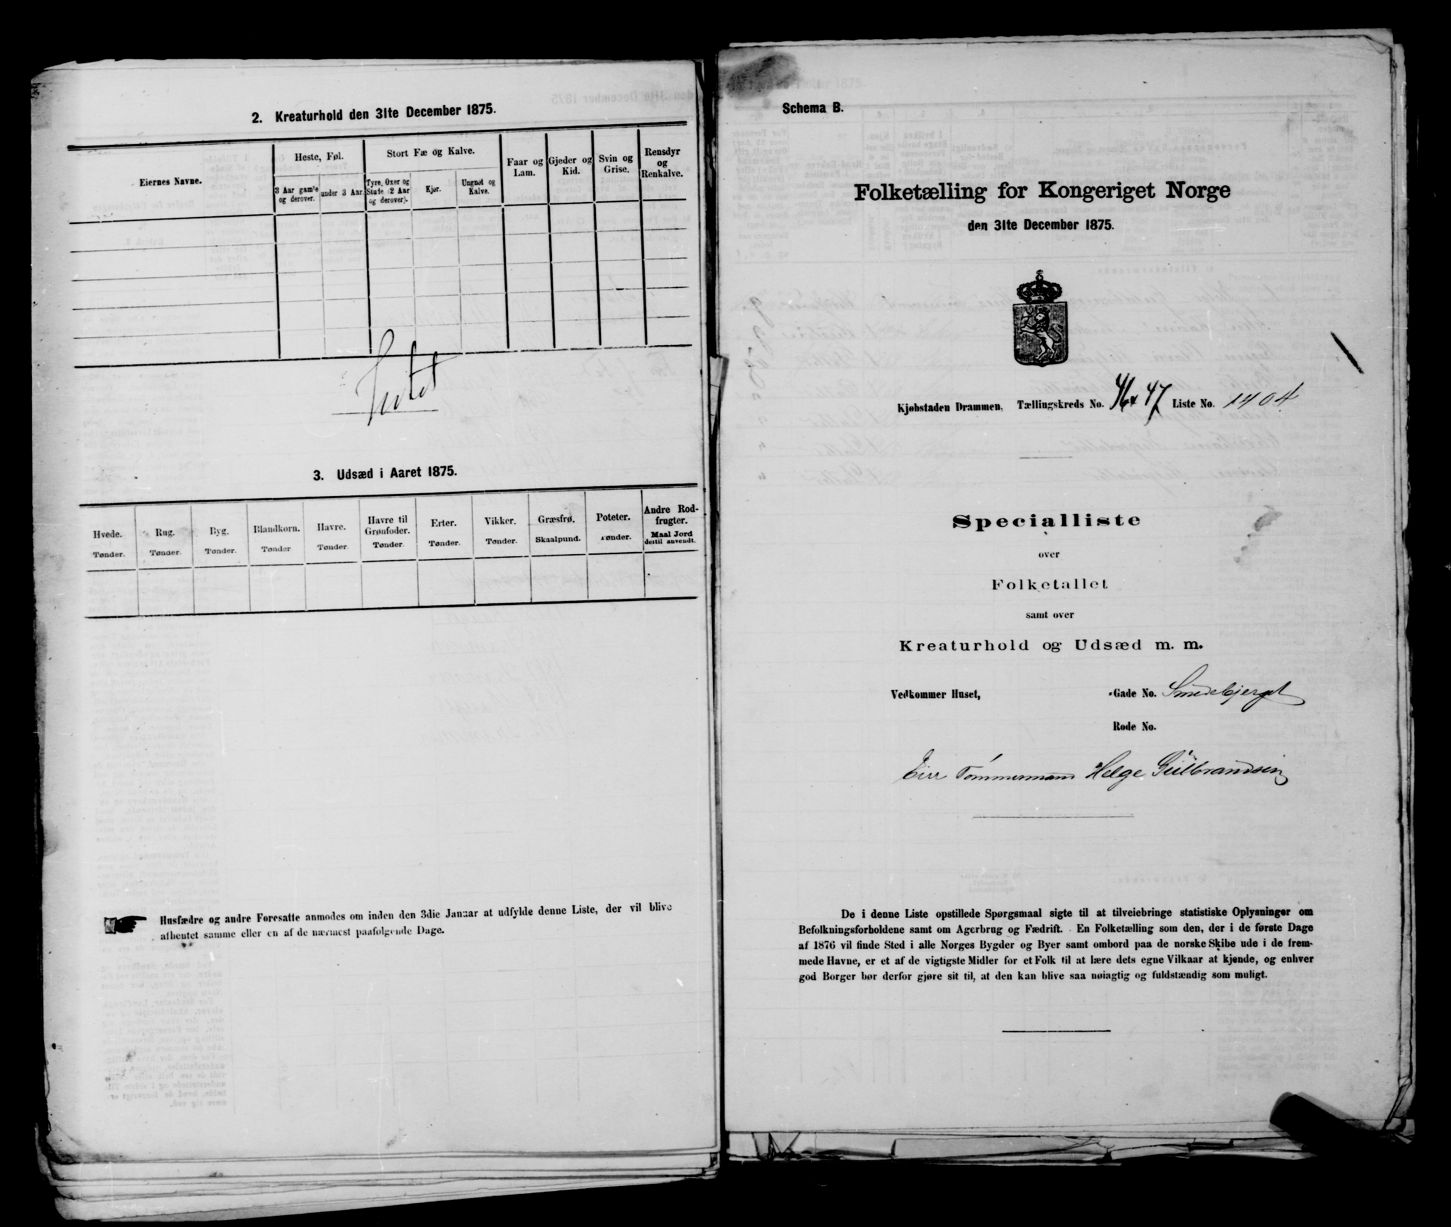 2. Kreaturhold den 31te December 1875.
Eiernes Navne.
Heste, Føl.
Stort Fæ og Kalve.
Faar og Lam.
Gjeder og Kid.
Svin og Grise.
Rensdyr og Renkalve.
3 Aar gamle og derover.
under 3 Aar.
Tyre, Oxer og Stude (2 Aar og derover).
Kjør.
Ungnød og Kalve.
Intet
3. Udsæd i Aaret 1875.
Hvede. Rug. Byg. Blandkorn. Havre. Havre til Grønfoder. Erter. Vikker. Græsfrø. Poteter. Andre Rodfrugter.
Tønder. Tønder. Tønder. Tønder Tønder. Tønder. Tønder. Tønder. Skaalpund. Tønder. Maal Jord dertil anvendt.
Husfædre og andre Foresatte anmodes om inden den 3die Januar at udfylde denne Liste, der vil blive
afhentet samme eller en af de nærmest paafølgende Dage.
Schema B.
Folketælling for Kongeriget Norge
den 31te December 1875.
Kjøbstaden Drammen. Tællingskreds No. 46 & 47 Liste No. 1404
Specialliste
over
Folketallet
samt over
Kreaturhold og Udsæd m. m.
Vedkommer Huset, Gade No. Smedebjerget
Rode No.
Eier Tömmermann Helge Gulbrandsen
De i denne Liste opstillede Spørgsmaal sigte til at tilveiebringe statistiske Oplysninger om
Befolkningsforholdene samt om Agerbrug og Fædrift. En Folketælling som den, der i de første Dage
af 1876 vil finde Sted i alle Norges Bygder og Byer samt ombord paa de norske Skibe ude i de frem-
mede Havne, er et af de vigtigste Midler for et Folk til at lære dets egne Vilkaar at kjende, og enhver
god Borger bør derfor gjøre sit til, at den kan blive saa nøiagtig og fuldstændig som muligt.